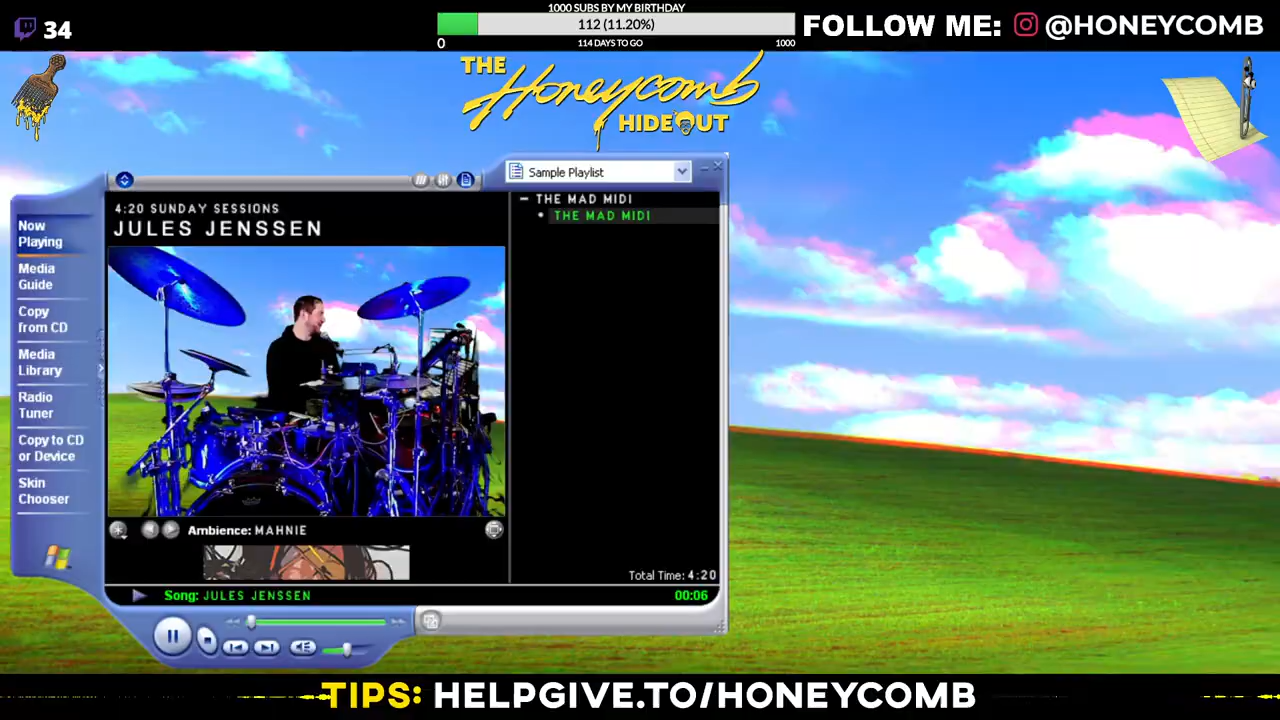 34
1000 SUBS BY MY BIRTHDAY
112 (11.20%)
0
114 DAYS TO GO
1000
FOLLOW ME: @HONEYCOMB
THE
Honeycomb
HIDEOUT
Sample Playlist
4:20 SUNDAY SESSIONS
JULES JENSSEN
THE MAD MIDI
THE MAD MIDI
Now
Playing
Media
Guide
Copy
from CD
Media
Library
Radio
Tuner
Copy to CD
or Device
Skin
Chooser
Ambience: MAHNIE
Total Time: 4:20
Song: JULES JENSSEN
00:06
TIPS: HELPGIVE.TO/HONEYCOMB